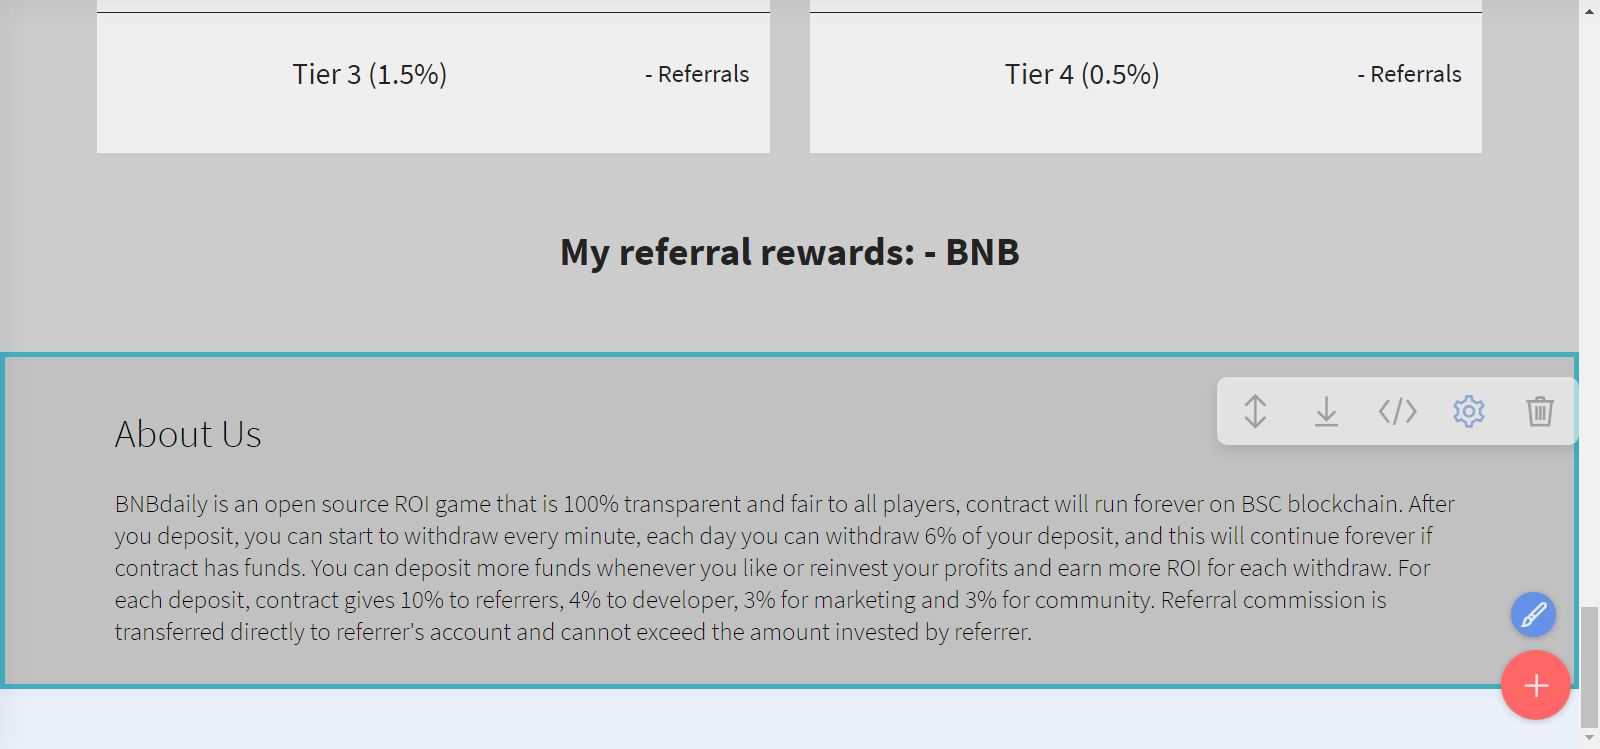 Tier 3 (1.5%)
- Referrals
Tier 4 (0.5%)
- Referrals
My referral rewards: - BNB
About Us
BNBdaily is an open source ROI game that is 100% transparent and fair to all players, contract will run forever on BSC blockchain. After
you deposit, you can start to withdraw every minute, each day you can withdraw 6% of your deposit, and this will continue forever if
contract has funds. You can deposit more funds whenever you like or reinvest your profits and earn more ROI for each withdraw. For
each deposit, contract gives 10% to referrers, 4% to developer, 3% for marketing and 3% for community. Referral commission is
transferred directly to referrer's account and cannot exceed the amount invested by referrer.